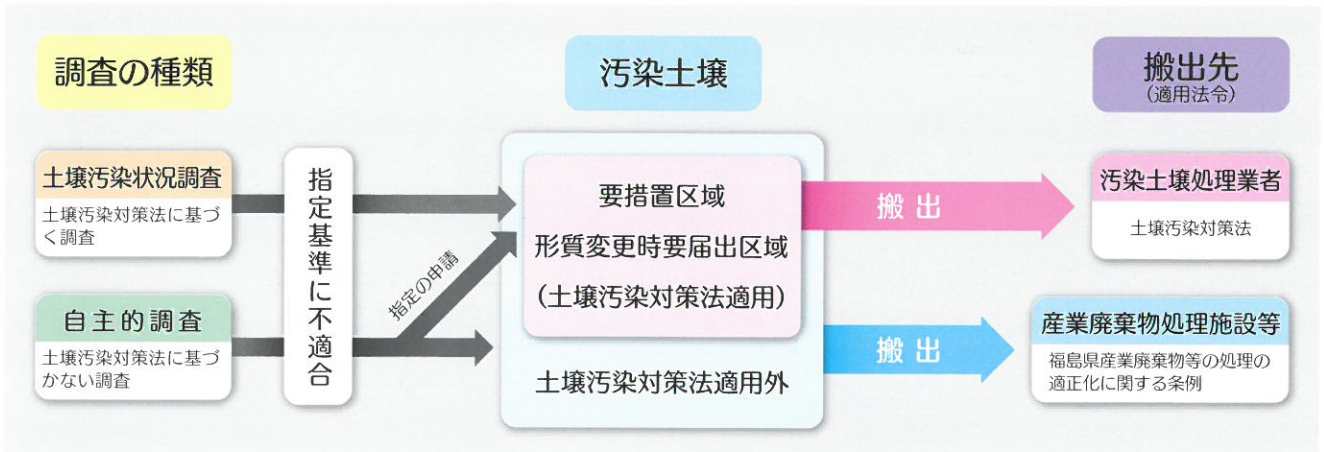 調査の種類
土壌汚染状況調査
土壌汚染対策法に基づ
く調査
自主的調査
土壌汚染対策法に基づ
かない調査
指定基準に不適合
指定の申請
汚染土壌
要措置区域
形質変更時要届出区域
(土壌汚染対策法適用)
土壌汚染対策法適用外
搬出
搬出
搬出先
(適用法令)
汚染土壌処理業者
土壌汚染対策法
産業廃棄物処理施設等
福島県産業廃棄物等の処理の
適正化に関する条例